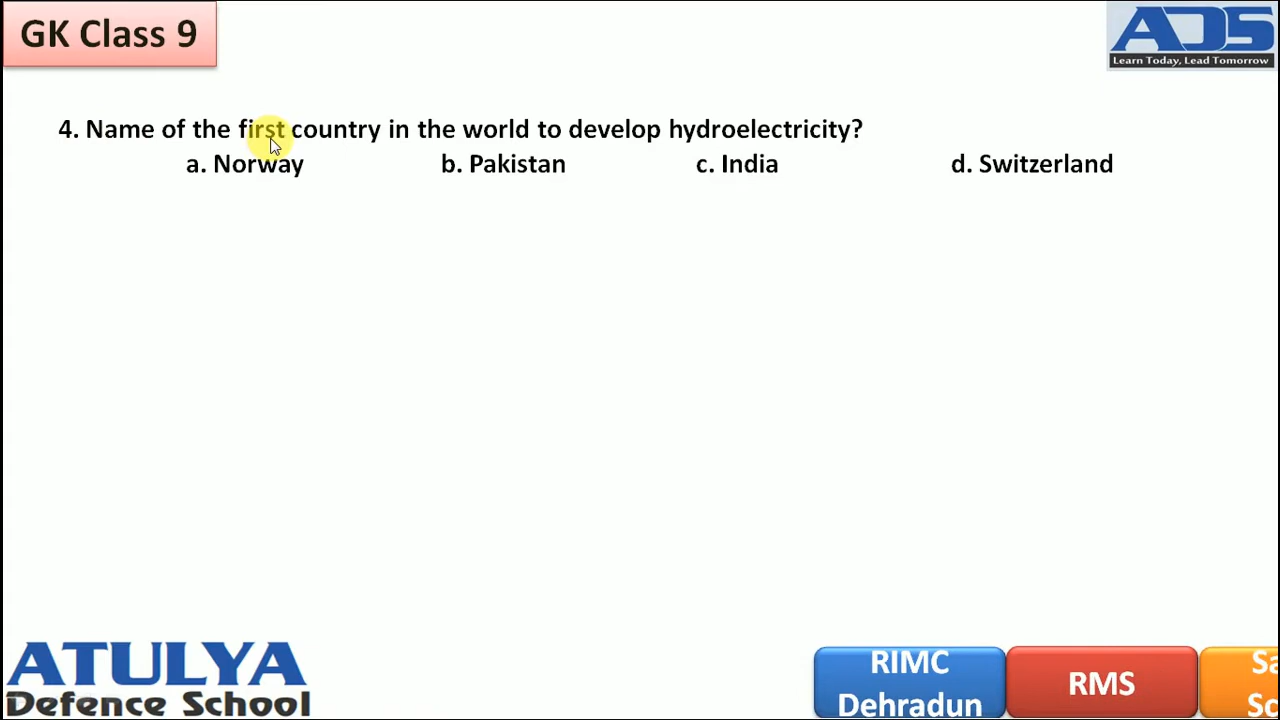 GK Class 9
ADS
Learn Today, Lead Tomorrow
4. Name of the first country in the world to develop hydroelectricity?
a. Norway b. Pakistan c. India d. Switzerland
ATULYA
Defence School
RIMC
Dehradun
RMS